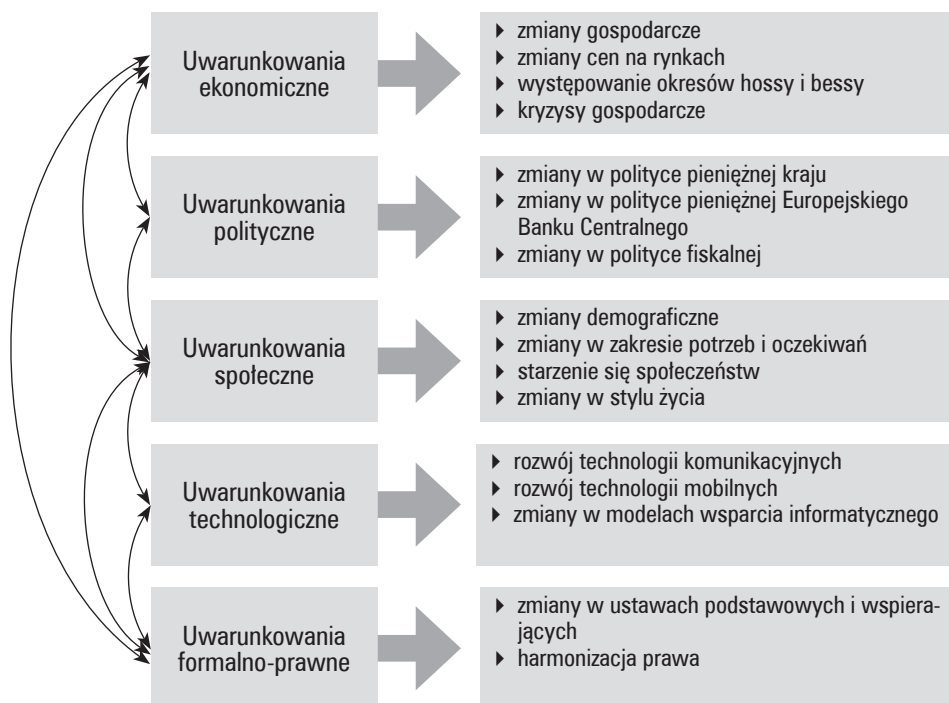 Uwarunkowania
ekonomiczne
▸ zmiany gospodarcze
▸ zmiany cen na rynkach
▸ występowanie okresów hossy i bessy
▸ kryzysy gospodarcze
Uwarunkowania
polityczne
▸ zmiany w polityce pieniężnej kraju
▸ zmiany w polityce pieniężnej Europejskiego
Banku Centralnego
▸ zmiany w polityce fiskalnej
Uwarunkowania
społeczne
▸ zmiany demograficzne
▸ zmiany w zakresie potrzeb i oczekiwań
▸ starzenie się społeczeństw
▸ zmiany w stylu życia
Uwarunkowania
technologiczne
▸ rozwój technologii komunikacyjnych
▸ rozwój technologii mobilnych
▸ zmiany w modelach wsparcia informatycznego
Uwarunkowania
formalno-prawne
▸ zmiany w ustawach podstawowych i wspiera-
jących
▸ harmonizacja prawa